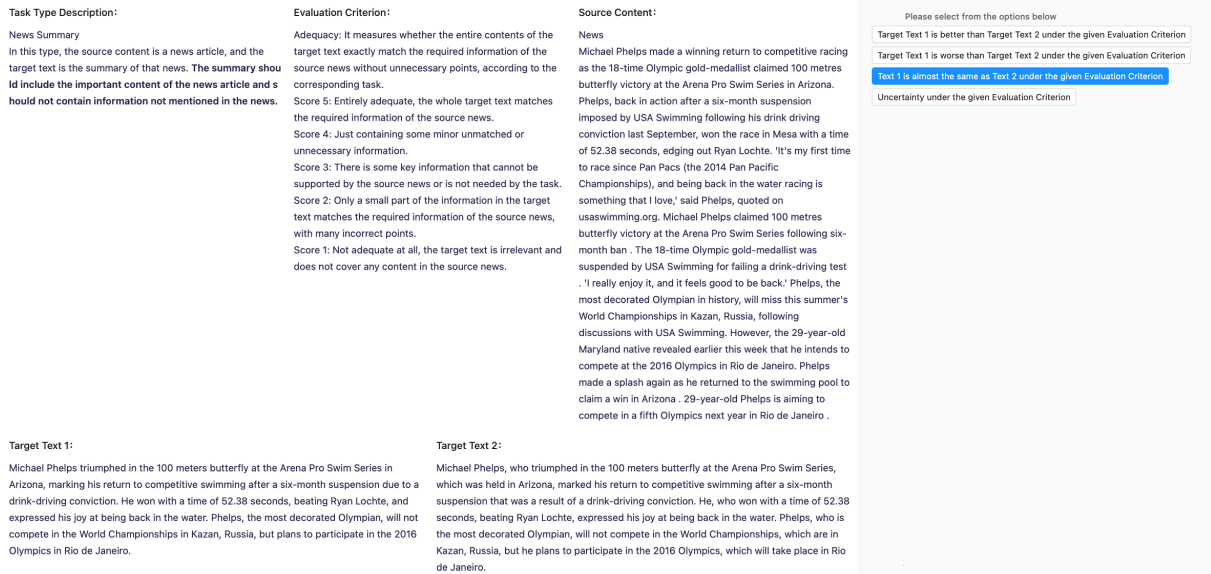 Task Type Description:
News Summary
In this type, the source content is a news article, and the
target text is the summary of that news. The summary shou
ld include the important content of the news article and s
hould not contain information not mentioned in the news.
Evaluation Criterion:
Adequacy: It measures whether the entire contents of the
target text exactly match the required information of the
source news without unnecessary points, according to the
corresponding task.
Score 5: Entirely adequate, the whole target text matches
the required information of the source news.
Score 4: Just containing some minor unmatched or
unnecessary information.
Score 3: There is some key information that cannot be
supported by the source news or is not needed by the task.
Score 2: Only a small part of the information in the target
text matches the required information of the source news,
with many incorrect points.
Score 1: Not adequate at all, the target text is irrelevant and
does not cover any content in the source news.
Source Content:
News
Michael Phelps made a winning return to competitive racing
as the 18-time Olympic gold-medallist claimed 100 metres
butterfly victory at the Arena Pro Swim Series in Arizona.
Phelps, back in action after a six-month suspension
imposed by USA Swimming following his drink driving
conviction last September, won the race in Mesa with a time
of 52.38 seconds, edging out Ryan Lochte. 'It's my first time
to race since Pan Pacs (the 2014 Pan Pacific
Championships), and being back in the water racing is
something that I love,' said Phelps, quoted on
usaswimming.org. Michael Phelps claimed 100 metres
butterfly victory at the Arena Pro Swim Series following six-
month ban . The 18-time Olympic gold-medallist was
suspended by USA Swimming for failing a drink-driving test
. 'I really enjoy it, and it feels good to be back.' Phelps, the
most decorated Olympian in history, will miss this summer's
World Championships in Kazan, Russia, following
discussions with USA Swimming. However, the 29-year-old
Maryland native revealed earlier this week that he intends to
compete at the 2016 Olympics in Rio de Janeiro. Phelps
made a splash again as he returned to the swimming pool to
claim a win in Arizona . 29-year-old Phelps is aiming to
compete in a fifth Olympics next year in Rio de Janeiro .
Please select from the options below
Target Text 1 is better than Target Text 2 under the given Evaluation Criterion
Target Text 1 is worse than Target Text 2 under the given Evaluation Criterion
Text 1 is almost the same as Text 2 under the given Evaluation Criterion
Uncertainty under the given Evaluation Criterion
Target Text 1:
Michael Phelps triumphed in the 100 meters butterfly at the Arena Pro Swim Series in
Arizona, marking his return to competitive swimming after a six-month suspension due to a
drink-driving conviction. He won with a time of 52.38 seconds, beating Ryan Lochte, and
expressed his joy at being back in the water. Phelps, the most decorated Olympian, will not
compete in the World Championships in Kazan, Russia, but plans to participate in the 2016
Olympics in Rio de Janeiro.
Target Text 2:
Michael Phelps, who triumphed in the 100 meters butterfly at the Arena Pro Swim Series,
which was held in Arizona, marked his return to competitive swimming after a six-month
suspension that was a result of a drink-driving conviction. He, who won with a time of 52.38
seconds, beating Ryan Lochte, expressed his joy at being back in the water. Phelps, who is
the most decorated Olympian, will not compete in the World Championships, which are in
Kazan, Russia, but he plans to participate in the 2016 Olympics, which will take place in Rio
de Janeiro.